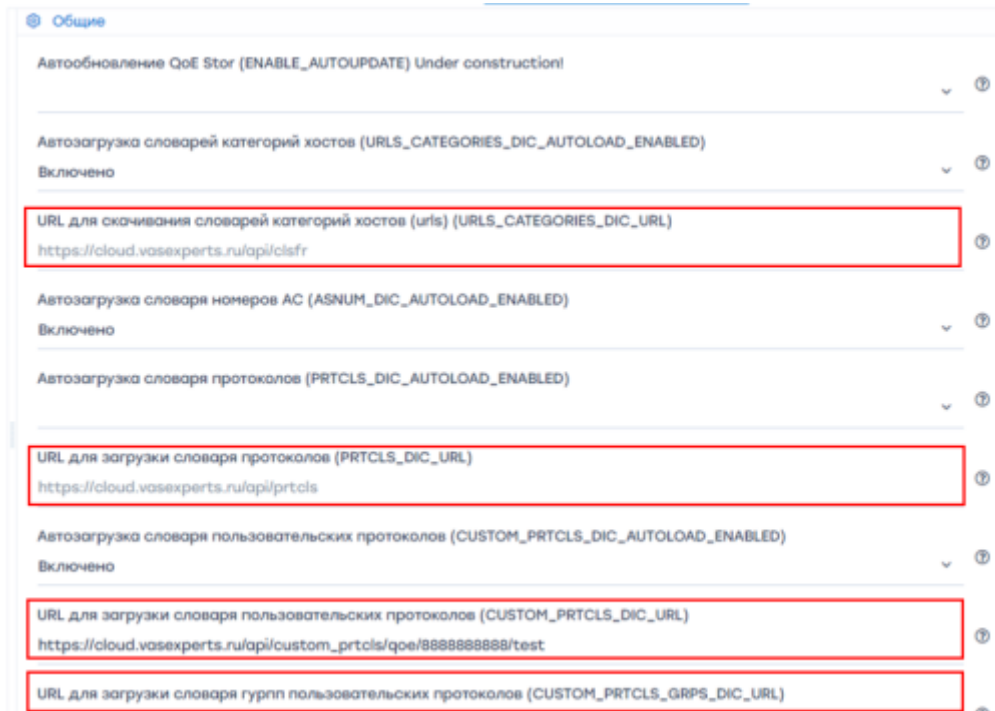 Общие
Автообновление QoE Stor (ENABLE_AUTOUPDATE) Under construction!
Автозагрузка словарей категорий хостов (URLS_CATEGORIES_DIC_AUTOLOAD_ENABLED)
Включено
URL для скачивания словарей категорий хостов (urls) (URLS_CATEGORIES_DIC_URL)
https://cloud.vasexperts.ru/api/clsfr
Автозагрузка словаря номеров АС (ASNUM_DIC_AUTOLOAD_ENABLED)
Включено
Автозагрузка словаря протоколов (PRTCLS_DIC_AUTOLOAD_ENABLED)
URL для загрузки словаря протоколов (PRTCLS_DIC_URL)
https://cloud.vasexperts.ru/api/prtcls
Автозагрузка словаря пользовательских протоколов (CUSTOM_PRTCLS_DIC_AUTOLOAD_ENABLED)
Включено
URL для загрузки словаря пользовательских протоколов (CUSTOM_PRTCLS_DIC_URL)
https://cloud.vasexperts.ru/api/custom_prtcls/qoe/8888888888/test
URL для загрузки словаря гурпп пользовательских протоколов (CUSTOM_PRTCLS_GRPS_DIC_URL)